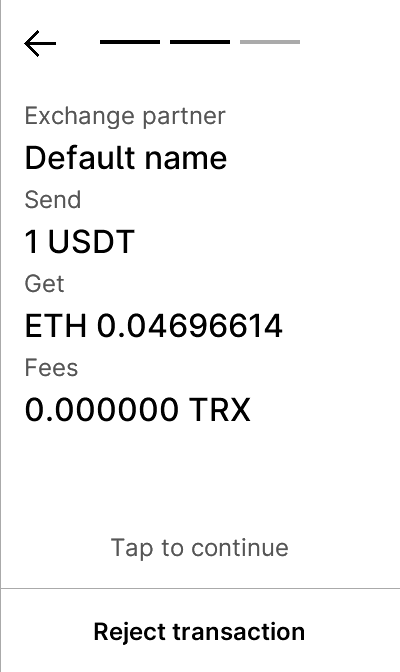 Exchange partner
Default name
Send
1 USDT
Get
ETH 0.04696614
Fees
0.000000 TRX
Tap to continue
Reject transaction